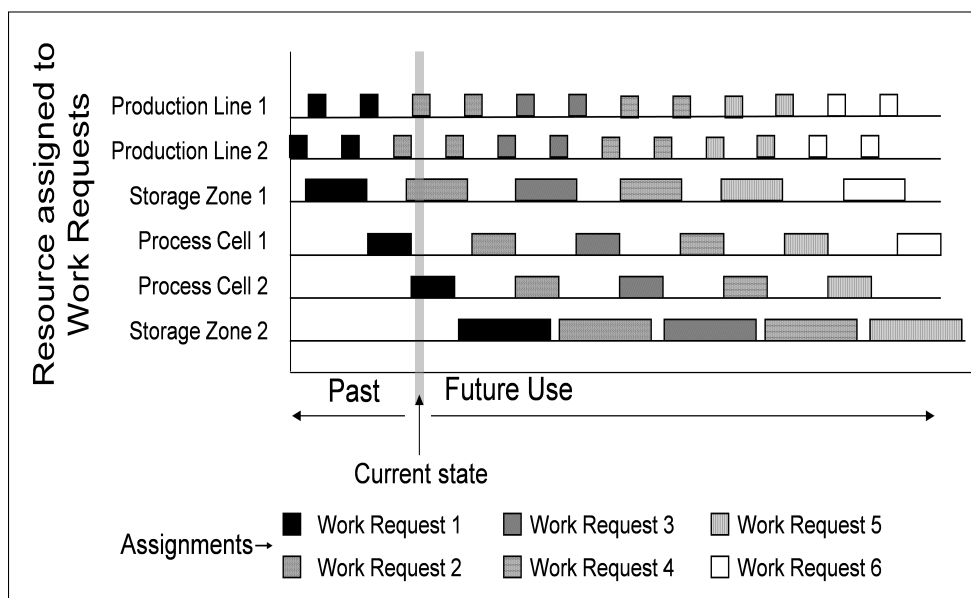 Resource assigned to
Work Requests
Production Line 1
Production Line 2
Storage Zone 1
Process Cell 1
Process Cell 2
Storage Zone 2
Past
Future Use
Current state
Assignments
Work Request 1
Work Request 3
Work Request 5
Work Request 2
Work Request 4
Work Request 6